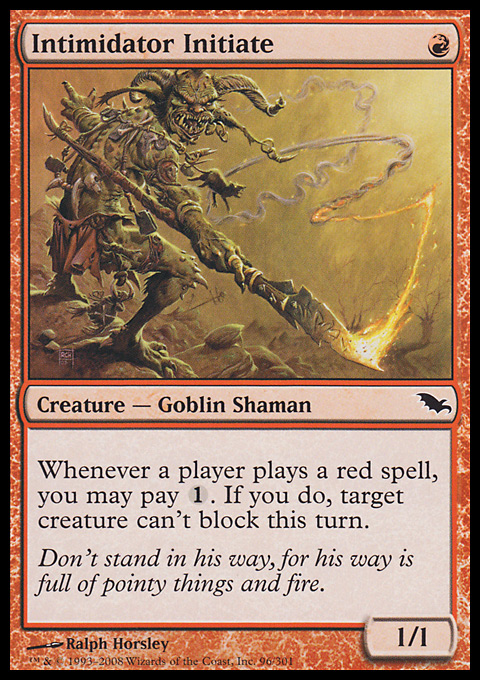 Intimidator Initiate
Creature — Goblin Shaman
Whenever a player plays a red spell,
you may pay 1. If you do, target
creature can't block this turn.
Don't stand in his way, for his way is
full of pointy things and fire.
Ralph Horsley
1/1
™ & © 1993–2008 Wizards of the Coast, Inc. 96/301